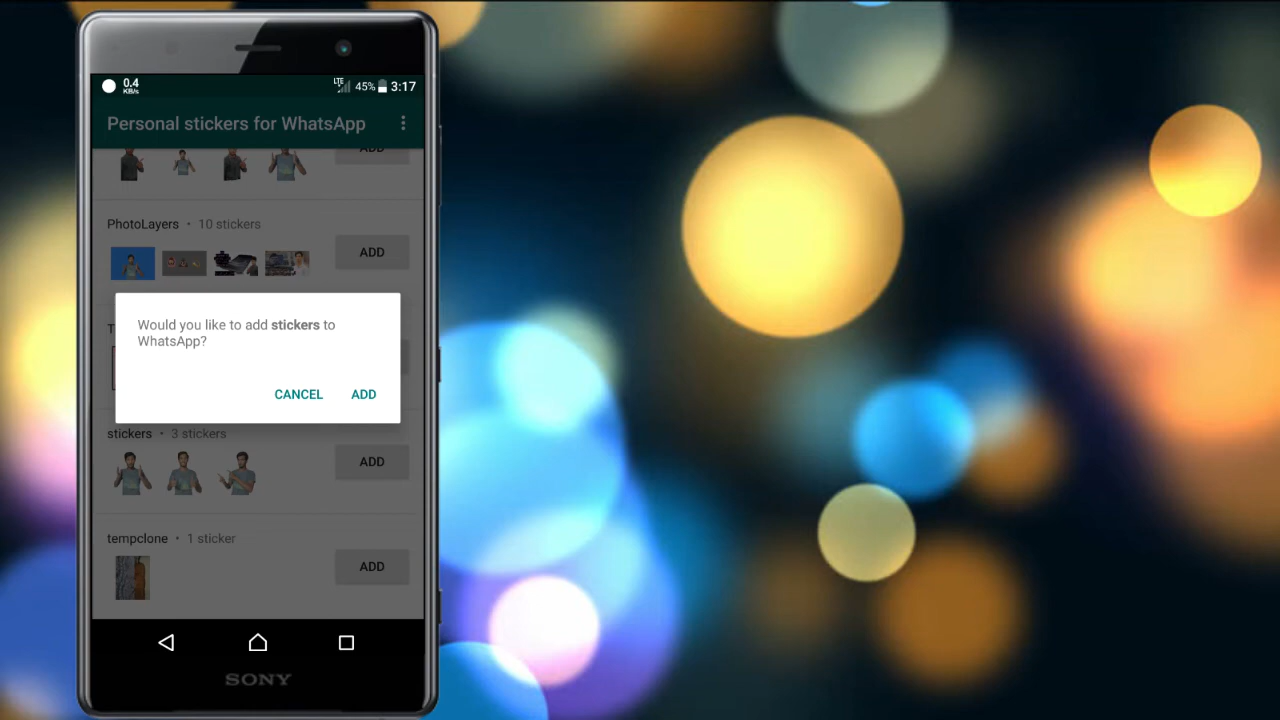 0.4
KB/s
LTE
45%
3:17
Personal stickers for WhatsApp
ADD
PhotoLayers • 10 stickers
ADD
Would you like to add stickers to
WhatsApp?
CANCEL ADD
stickers • 3 stickers
ADD
tempclone • 1 sticker
ADD
SONY